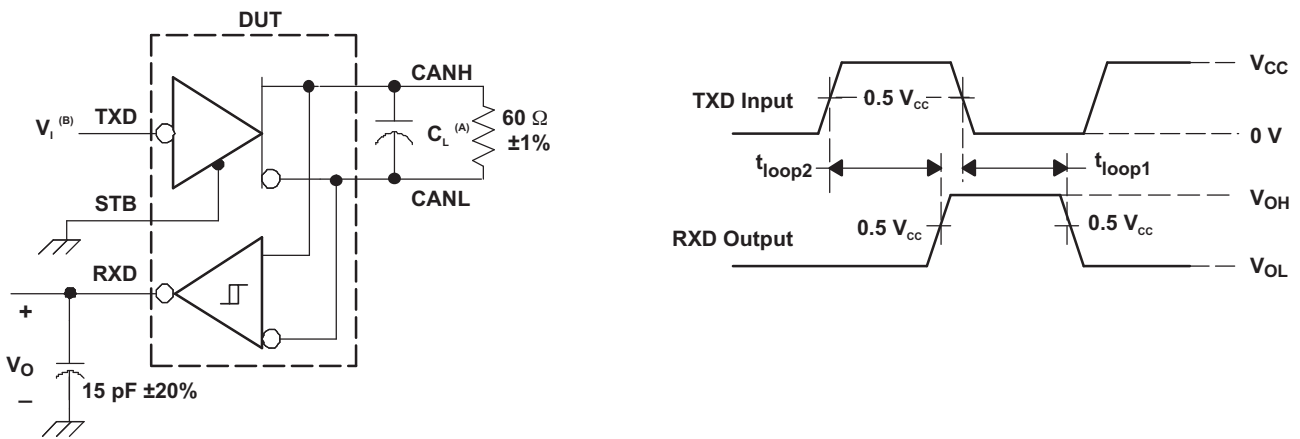 DUT
CANH
TXD
V_I (B)
C_L (A)
60 Ω
±1%
STB
CANL
RXD
+
V_O
15 pF ±20%
–
V_CC
TXD Input
0.5 V_CC
0 V
t_loop2
t_loop1
V_OH
0.5 V_CC
0.5 V_CC
RXD Output
V_OL